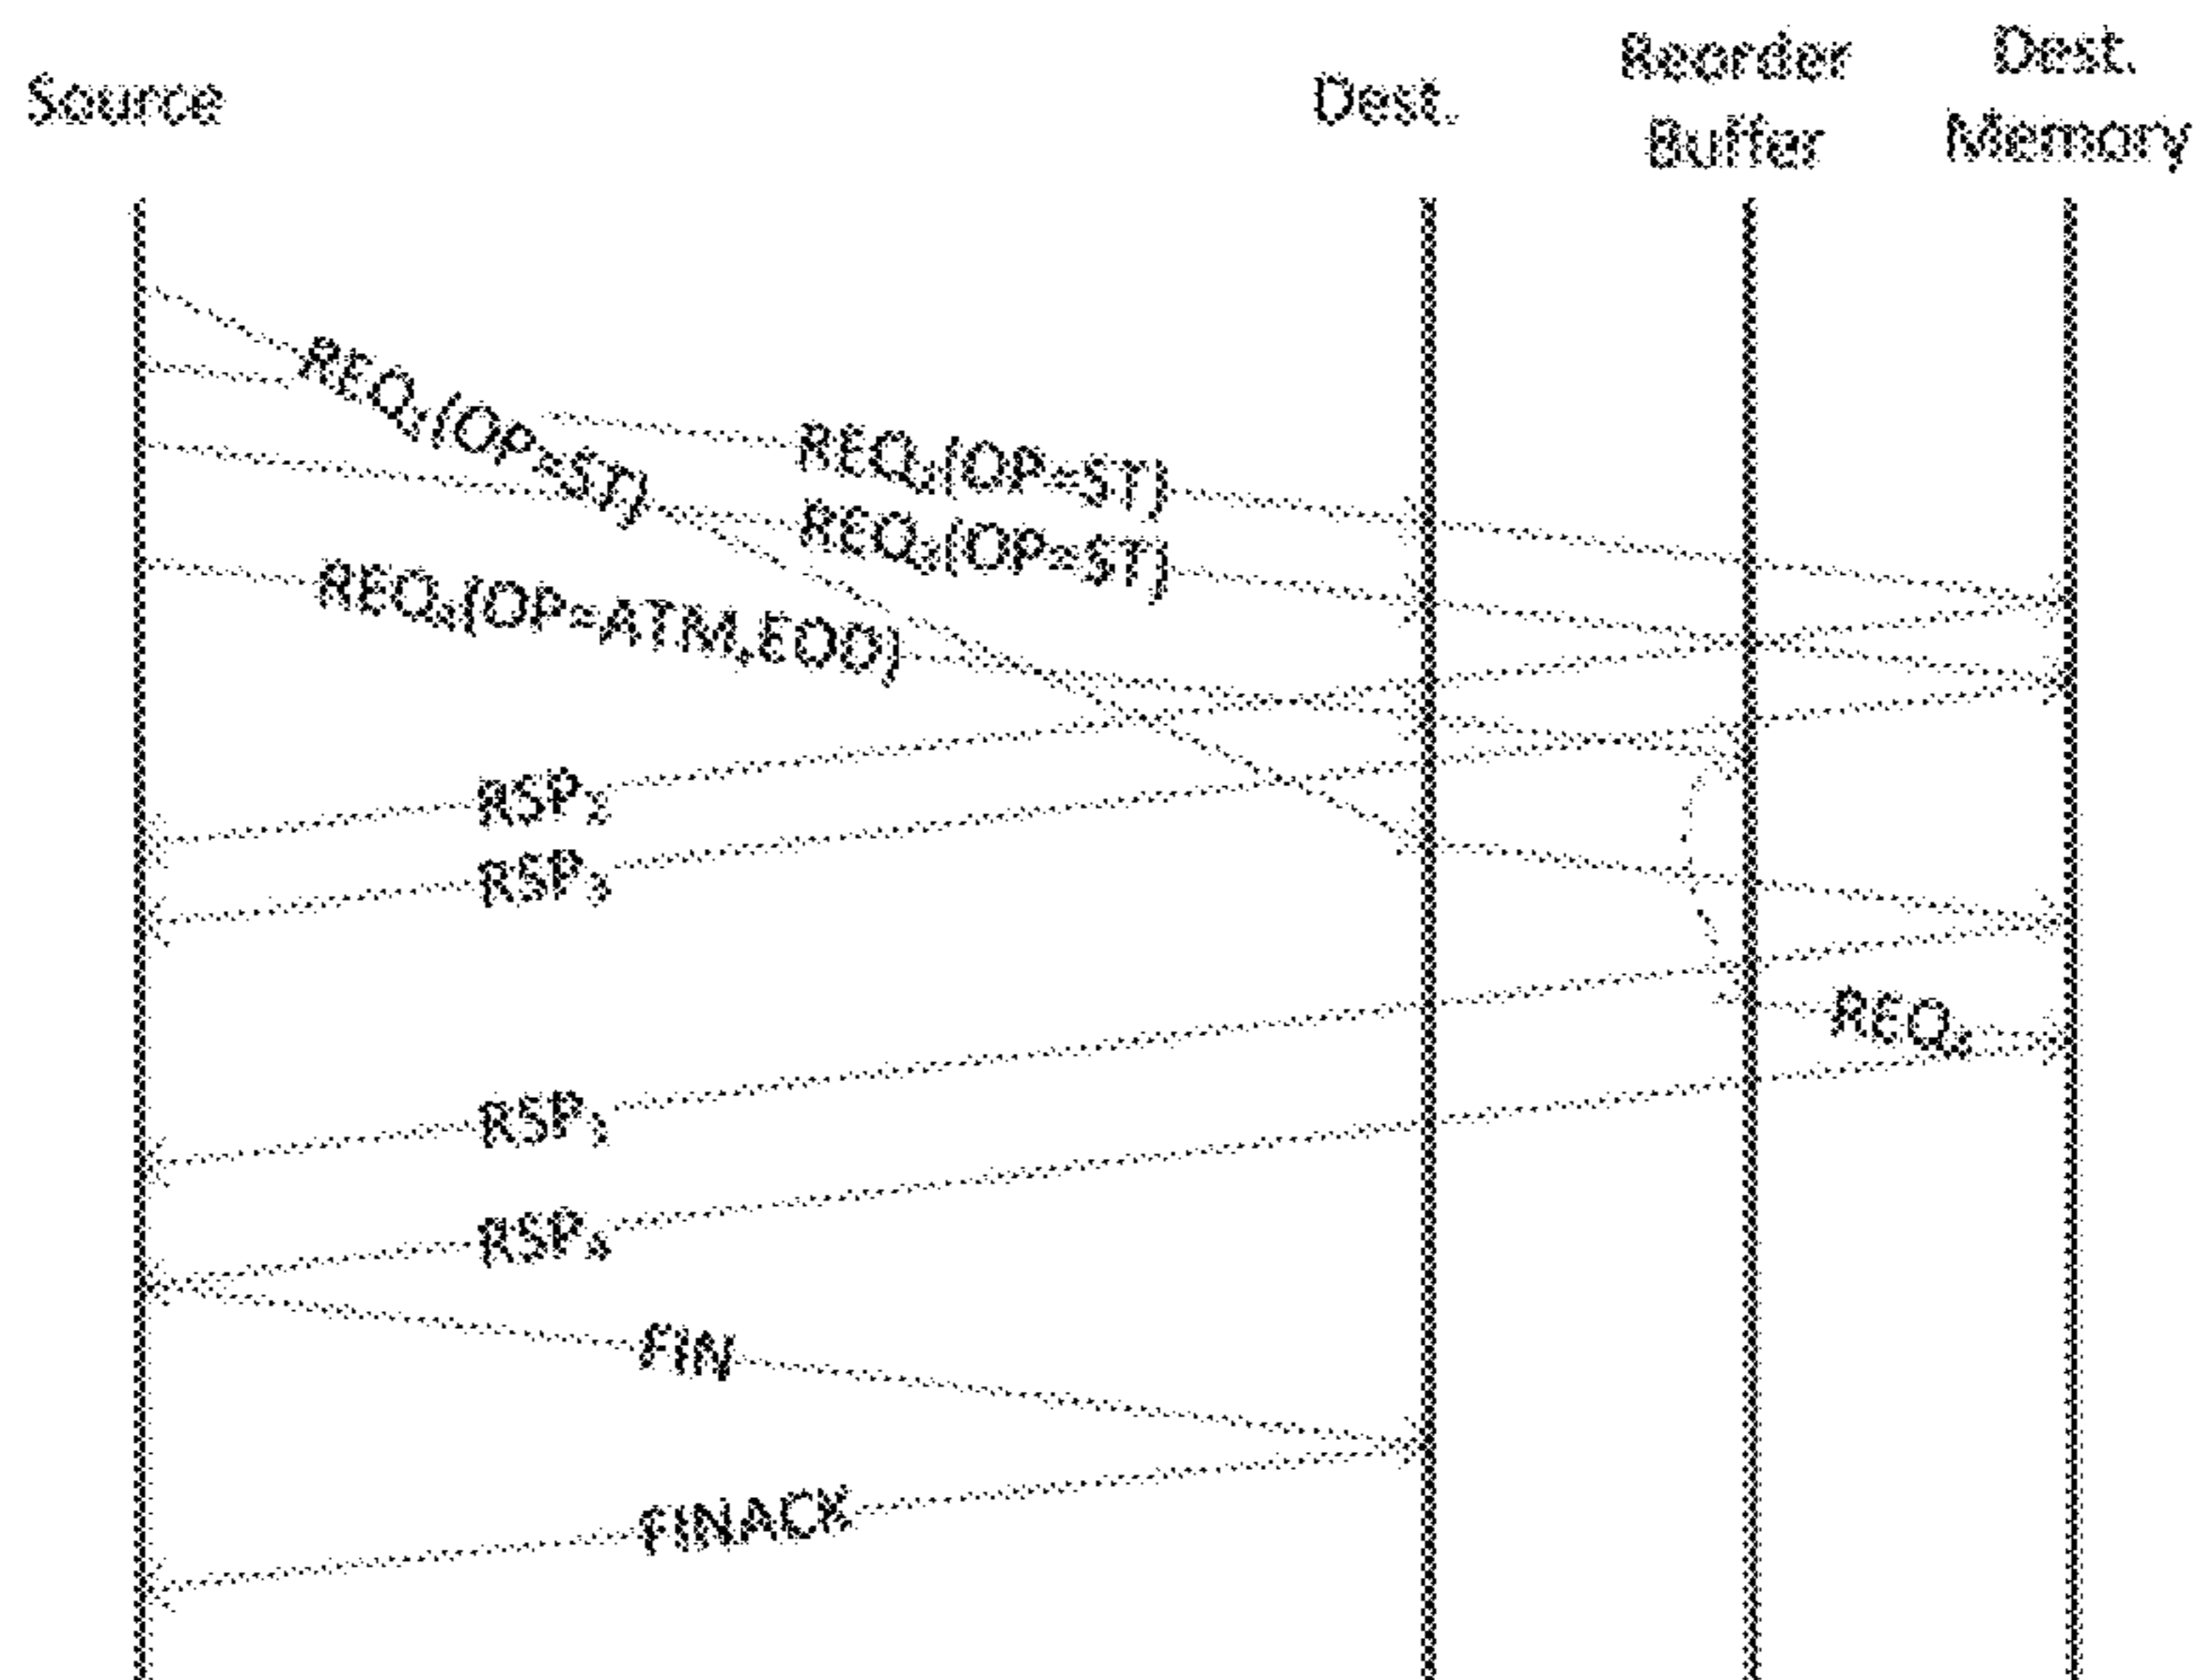 Source
Dest.
Reorder
Buffer
Dest.
Memory
REQ₁(OP=ST)
REQ₂(OP=ST)
REQ₃(OP=ST)
REQ₄(OP=ATM,EOD)
RSP₂
RSP₃
REQ₄
RSP₁
RSP₄
FIN
FINACK